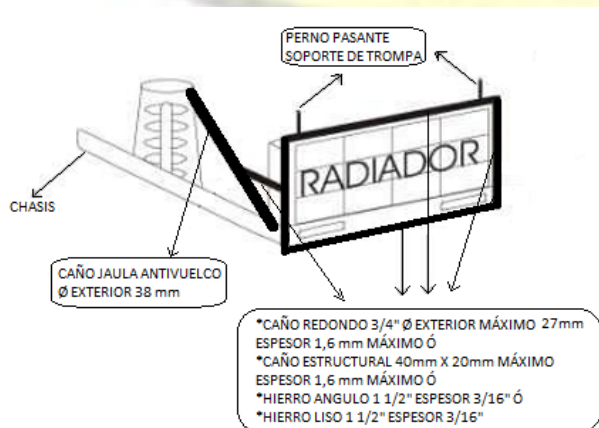 PERNO PASANTE
SOPORTE DE TROMPA
RADIADOR
CHASIS
CAÑO JAULA ANTIVUELCO
Ø EXTERIOR 38 mm
*CAÑO REDONDO 3/4" Ø EXTERIOR MÁXIMO 27mm
ESPESOR 1,6 mm MÁXIMO Ó
*CAÑO ESTRUCTURAL 40mm X 20mm MÁXIMO
ESPESOR 1,6 mm MÁXIMO Ó
*HIERRO ANGULO 1 1/2" ESPESOR 3/16" Ó
*HIERRO LISO 1 1/2" ESPESOR 3/16"